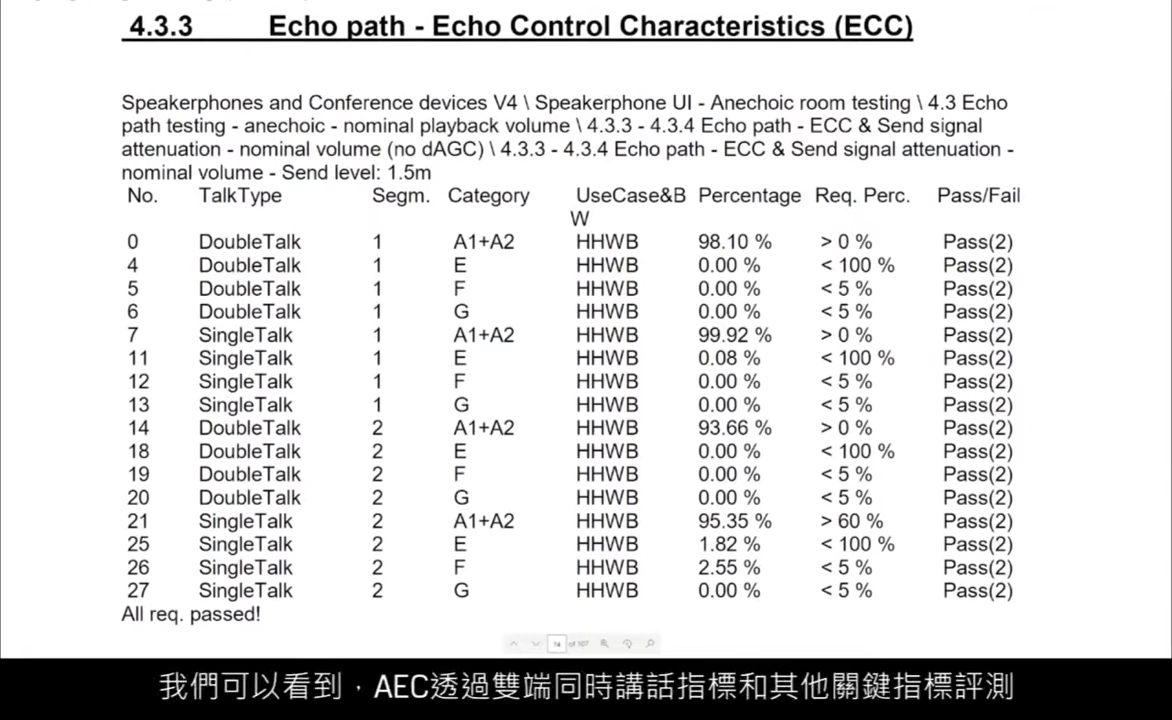 4.3.3 Echo path - Echo Control Characteristics (ECC)
Speakerphones and Conference devices V4 \ Speakerphone UI - Anechoic room testing \ 4.3 Echo
path testing - anechoic - nominal playback volume \ 4.3.3 - 4.3.4 Echo path - ECC & Send signal
attenuation - nominal volume (no dAGC) \ 4.3.3 - 4.3.4 Echo path - ECC & Send signal attenuation -
nominal volume - Send level: 1.5m
No. TalkType Segm. Category UseCase&B Percentage Req. Perc. Pass/Fail
W
0 DoubleTalk 1 A1+A2 HHWB 98.10 % > 0 % Pass(2)
4 DoubleTalk 1 E HHWB 0.00 % < 100 % Pass(2)
5 DoubleTalk 1 F HHWB 0.00 % < 5 % Pass(2)
6 DoubleTalk 1 G HHWB 0.00 % < 5 % Pass(2)
7 SingleTalk 1 A1+A2 HHWB 99.92 % > 0 % Pass(2)
11 SingleTalk 1 E HHWB 0.08 % < 100 % Pass(2)
12 SingleTalk 1 F HHWB 0.00 % < 5 % Pass(2)
13 SingleTalk 1 G HHWB 0.00 % < 5 % Pass(2)
14 DoubleTalk 2 A1+A2 HHWB 93.66 % > 0 % Pass(2)
18 DoubleTalk 2 E HHWB 0.00 % < 100 % Pass(2)
19 DoubleTalk 2 F HHWB 0.00 % < 5 % Pass(2)
20 DoubleTalk 2 G HHWB 0.00 % < 5 % Pass(2)
21 SingleTalk 2 A1+A2 HHWB 95.35 % > 60 % Pass(2)
25 SingleTalk 2 E HHWB 1.82 % < 100 % Pass(2)
26 SingleTalk 2 F HHWB 2.55 % < 5 % Pass(2)
27 SingleTalk 2 G HHWB 0.00 % < 5 % Pass(2)
All req. passed!
14 of 107
我們可以看到，AEC透過雙端同時講話指標和其他關鍵指標評測